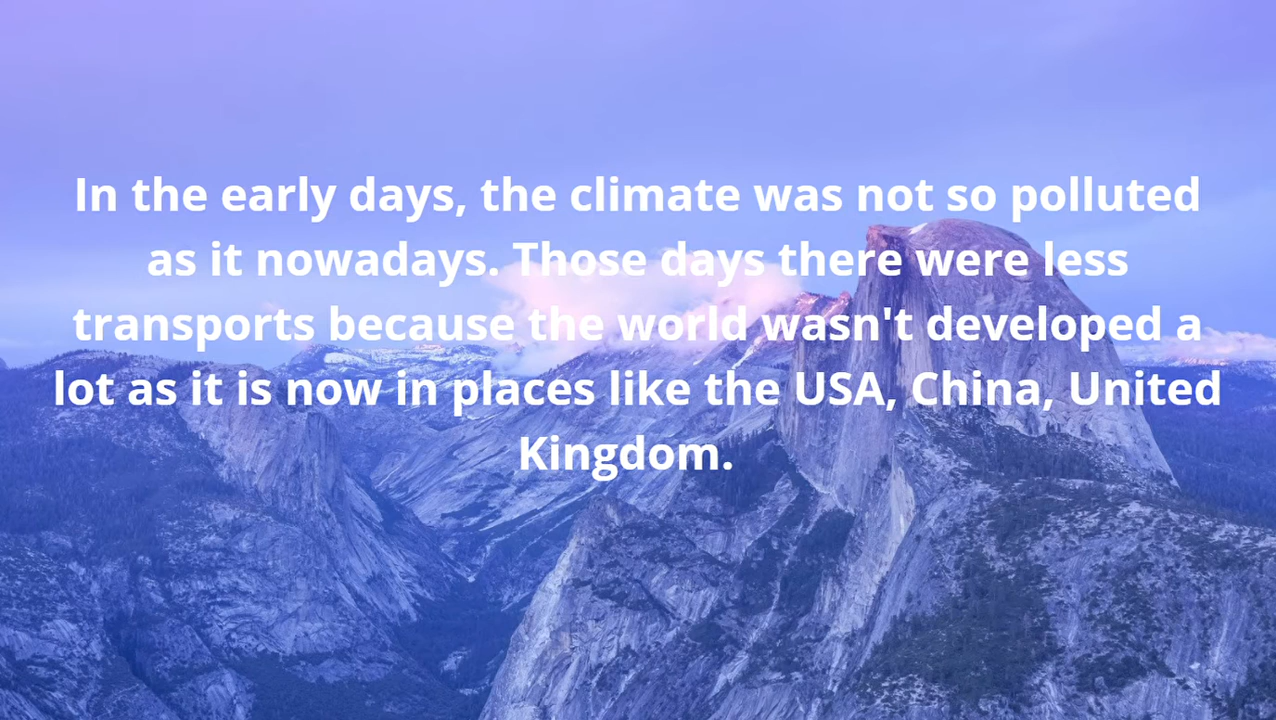 In the early days, the climate was not so polluted
as it nowadays. Those days there were less
transports because the world wasn't developed a
lot as it is now in places like the USA, China, United
Kingdom.